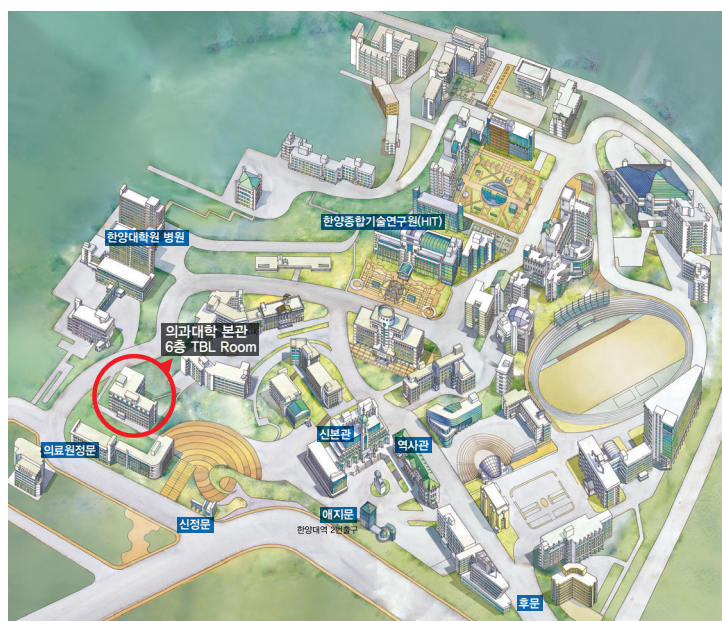 한양종합기술연구원(HIT)
한양대학원 병원
의과대학 본관
6층 TBL Room
신본관
역사관
의료원정문
신정문
애지문
한양대역 2번출구
후문